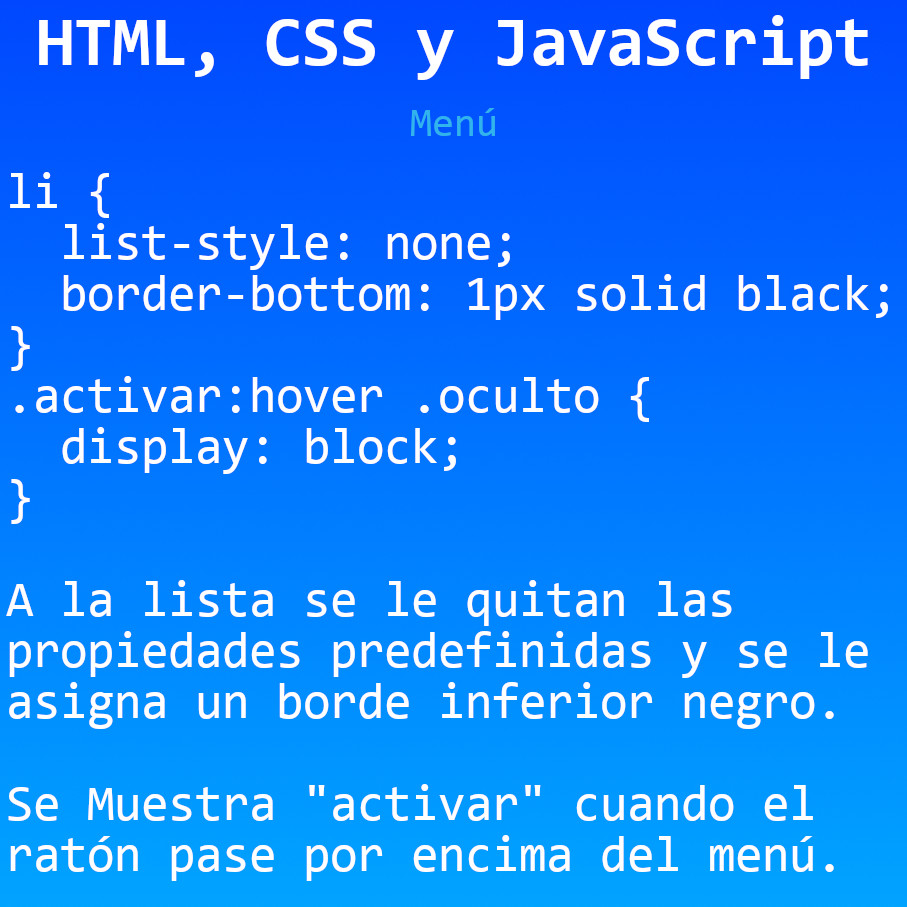 HTML, CSS y JavaScript
Menú
li {
  list-style: none;
  border-bottom: 1px solid black;
}
.activar:hover .oculto {
  display: block;
}
A la lista se le quitan las
propiedades predefinidas y se le
asigna un borde inferior negro.
Se Muestra "activar" cuando el
ratón pase por encima del menú.